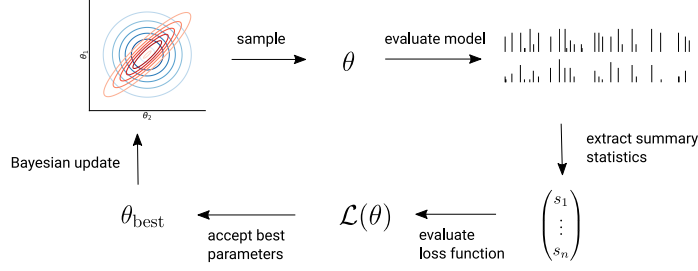 θ₁
θ₂
sample
θ
evaluate model
extract summary
statistics
s₁
⋮
sₙ
evaluate
loss function
ℒ(θ)
accept best
parameters
θbest
Bayesian update